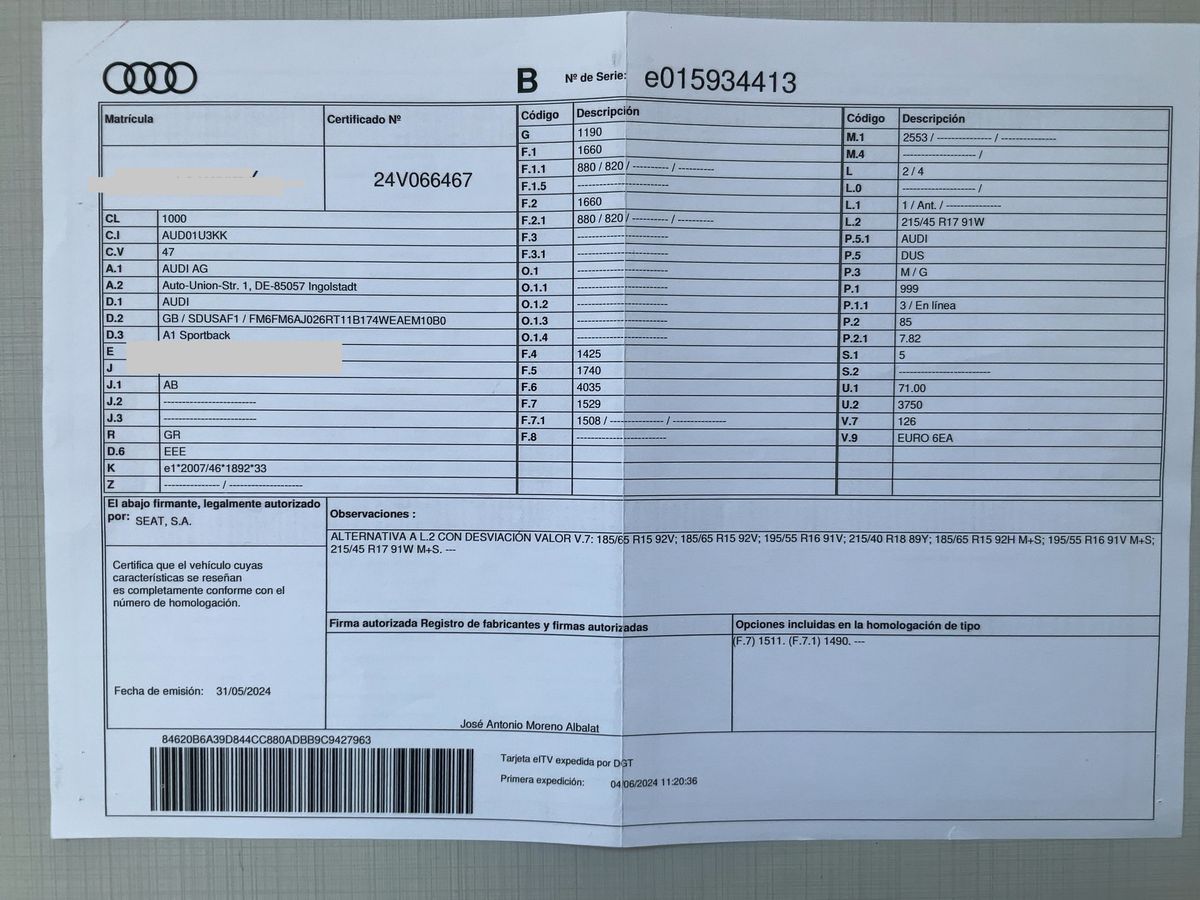 B Nº de Serie: e015934413
Matrícula
Certificado Nº
24V066467
CL 1000
C.I AUD01U3KK
C.V 47
A.1 AUDI AG
A.2 Auto-Union-Str. 1, DE-85057 Ingolstadt
D.1 AUDI
D.2 GB / SDUSAF1 / FM6FM6AJ026RT11B174WEAEM10B0
D.3 A1 Sportback
E
J
J.1 AB
J.2 -----------------------
J.3 -----------------------
R GR
D.6 EEE
K e1*2007/46*1892*33
Z -------------- / ------------------
Código Descripción
G 1190
F.1 1660
F.1.1 880 / 820 / ---------- / ----------
F.1.5 -----------------------
F.2 1660
F.2.1 880 / 820 / ---------- / ----------
F.3 -----------------------
F.3.1 -----------------------
O.1 -----------------------
O.1.1 -----------------------
O.1.2 -----------------------
O.1.3 -----------------------
O.1.4 -----------------------
F.4 1425
F.5 1740
F.6 4035
F.7 1529
F.7.1 1508 / -------------- / --------------
F.8 -----------------------
Código Descripción
M.1 2553 / -------------- / --------------
M.4 ------------------- /
L 2 / 4
L.0 ------------------- /
L.1 1 / Ant. / --------------
L.2 215/45 R17 91W
P.5.1 AUDI
P.5 DUS
P.3 M / G
P.1 999
P.1.1 3 / En línea
P.2 85
P.2.1 7.82
S.1 5
S.2 -----------------------
U.1 71.00
U.2 3750
V.7 126
V.9 EURO 6EA
El abajo firmante, legalmente autorizado
por: SEAT, S.A.
Certifica que el vehículo cuyas
características se reseñan
es completamente conforme con el
número de homologación.
Fecha de emisión: 31/05/2024
Observaciones :
ALTERNATIVA A L.2 CON DESVIACIÓN VALOR V.7: 185/65 R15 92V; 185/65 R15 92V; 195/55 R16 91V; 215/40 R18 89Y; 185/65 R15 92H M+S; 195/55 R16 91V M+S;
215/45 R17 91W M+S. ---
Firma autorizada Registro de fabricantes y firmas autorizadas
José Antonio Moreno Albalat
Opciones incluidas en la homologación de tipo
(F.7) 1511. (F.7.1) 1490. ---
84620B6A39D844CC880ADBB9C9427963
Tarjeta eITV expedida por DGT
Primera expedición: 04/06/2024 11:20:36